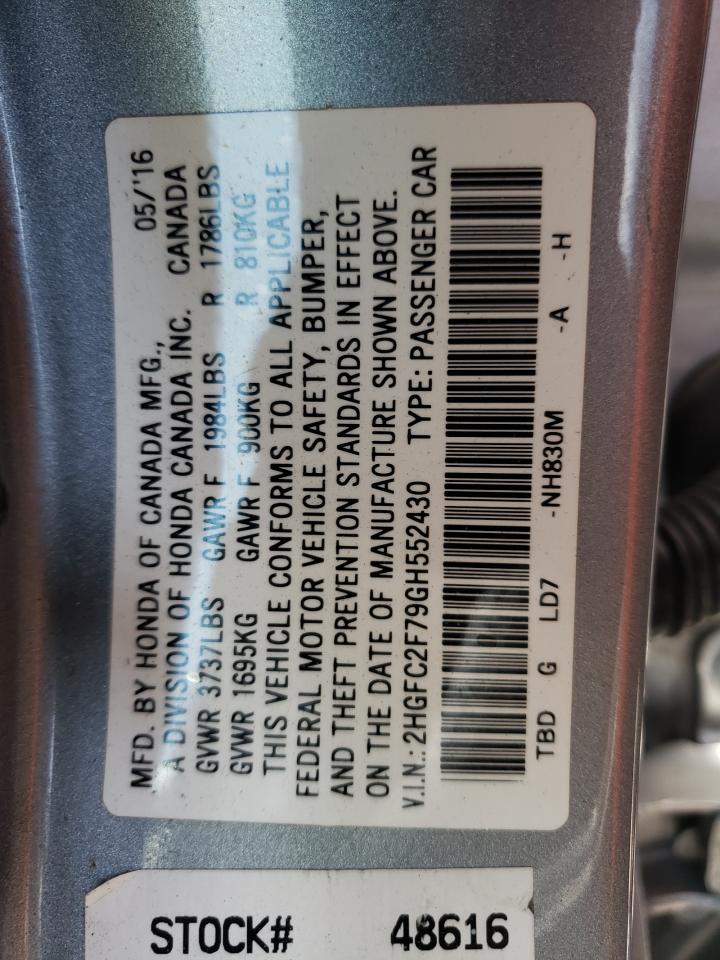 MFD. BY HONDA OF CANADA MFG., 05/'16
A DIVISION OF HONDA CANADA INC. CANADA
GVWR 3737LBS GAWR F 1984LBS R 1786LBS
GVWR 1695KG GAWR F 900KG R 810KG
THIS VEHICLE CONFORMS TO ALL APPLICABLE
FEDERAL MOTOR VEHICLE SAFETY, BUMPER,
AND THEFT PREVENTION STANDARDS IN EFFECT
ON THE DATE OF MANUFACTURE SHOWN ABOVE.
V.I.N.: 2HGFC2F79GH552430 TYPE: PASSENGER CAR
TBD G LD7 -NH830M -A -H
STOCK# 48616